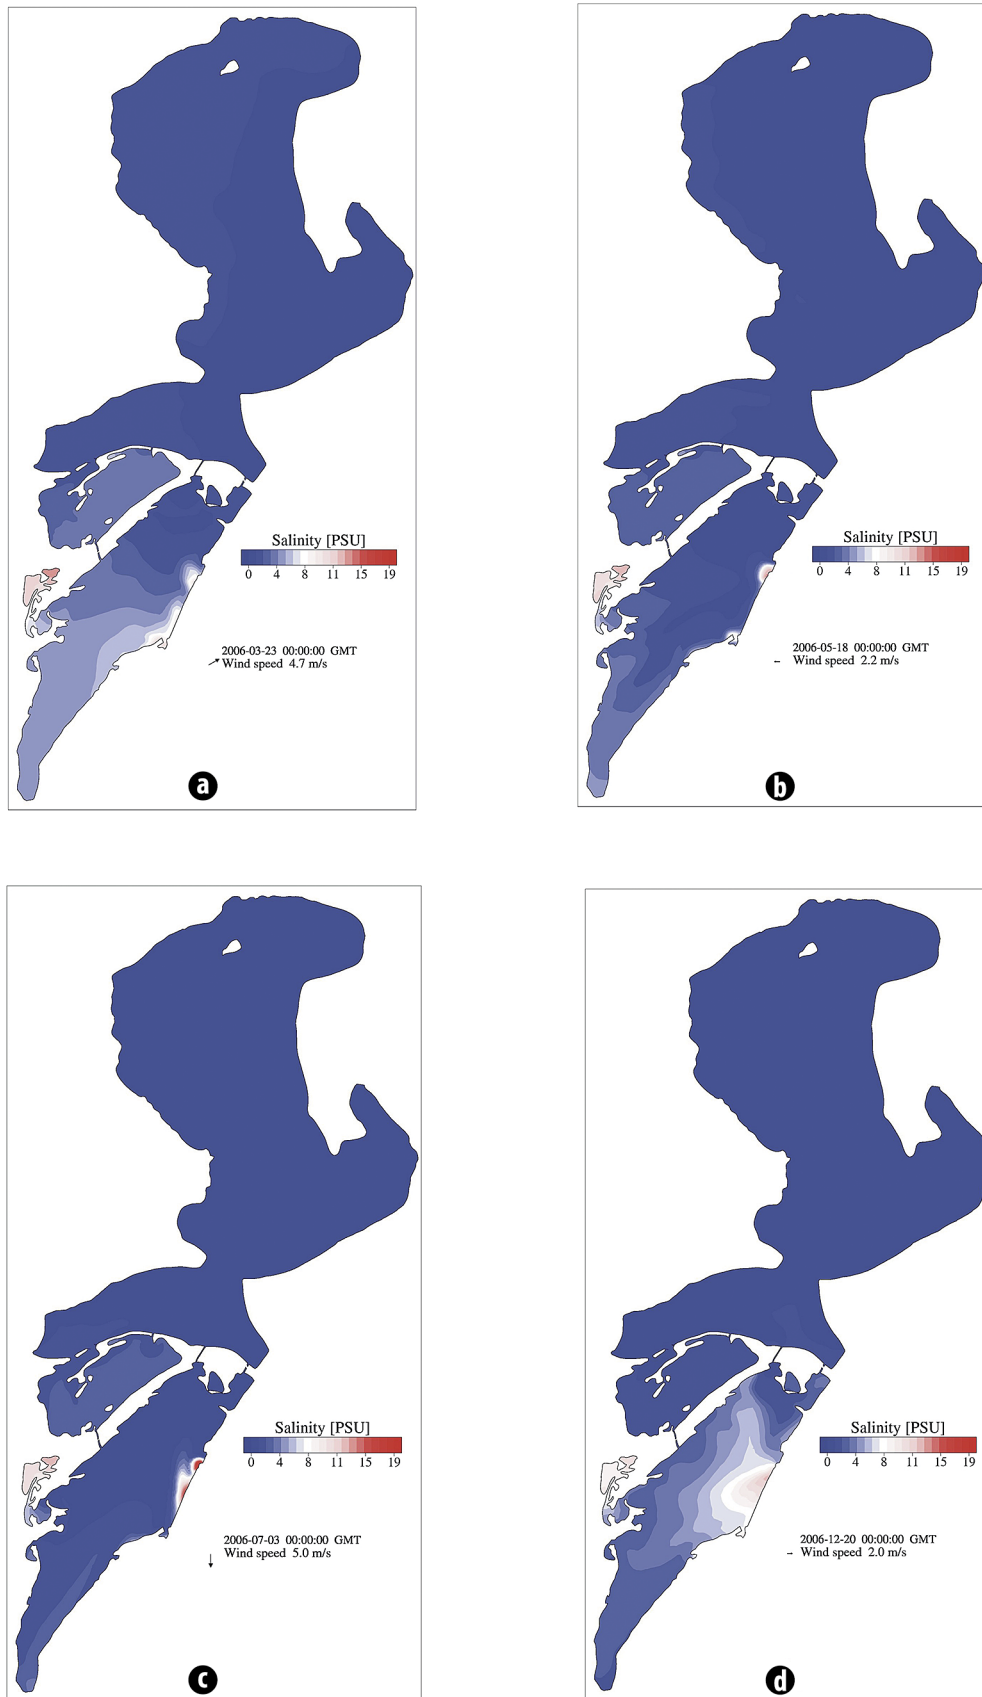 Salinity [PSU]
0 4 8 11 15 19
2006-03-23 00:00:00 GMT
Wind speed 4.7 m/s
a
Salinity [PSU]
0 4 8 11 15 19
2006-05-18 00:00:00 GMT
Wind speed 2.2 m/s
b
Salinity [PSU]
0 4 8 11 15 19
2006-07-03 00:00:00 GMT
Wind speed 5.0 m/s
c
Salinity [PSU]
0 4 8 11 15 19
2006-12-20 00:00:00 GMT
Wind speed 2.0 m/s
d